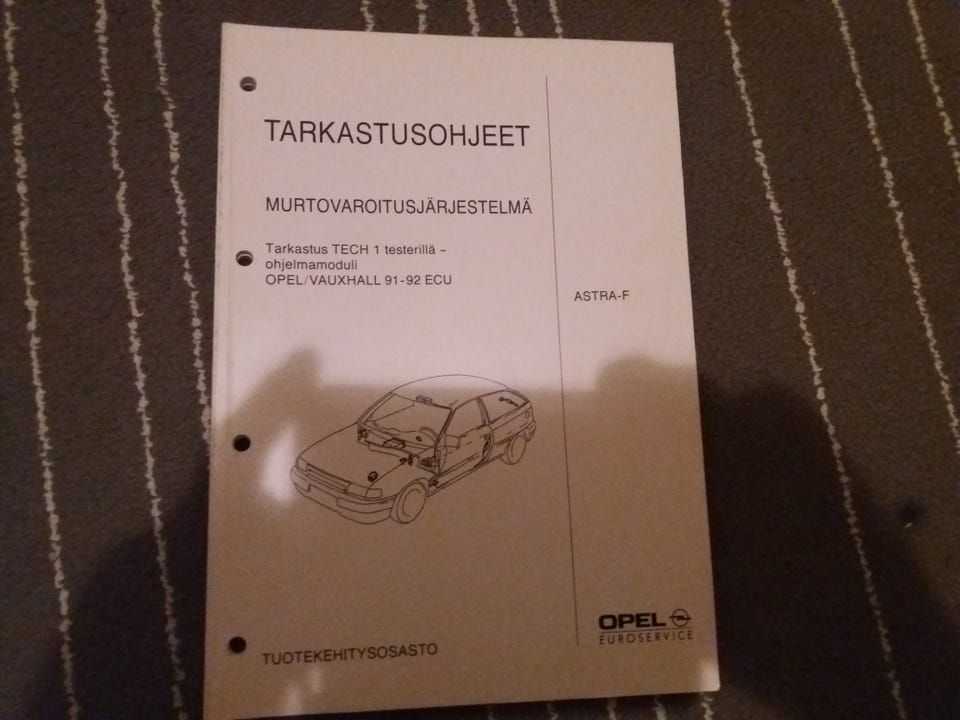 TARKASTUSOHJEET
MURTOVAROITUSJÄRJESTELMÄ
Tarkastus TECH 1 testerillä –
ohjelmamoduli
OPEL/VAUXHALL 91-92 ECU
ASTRA-F
OPEL
EUROSERVICE
TUOTEKEHITYSOSASTO